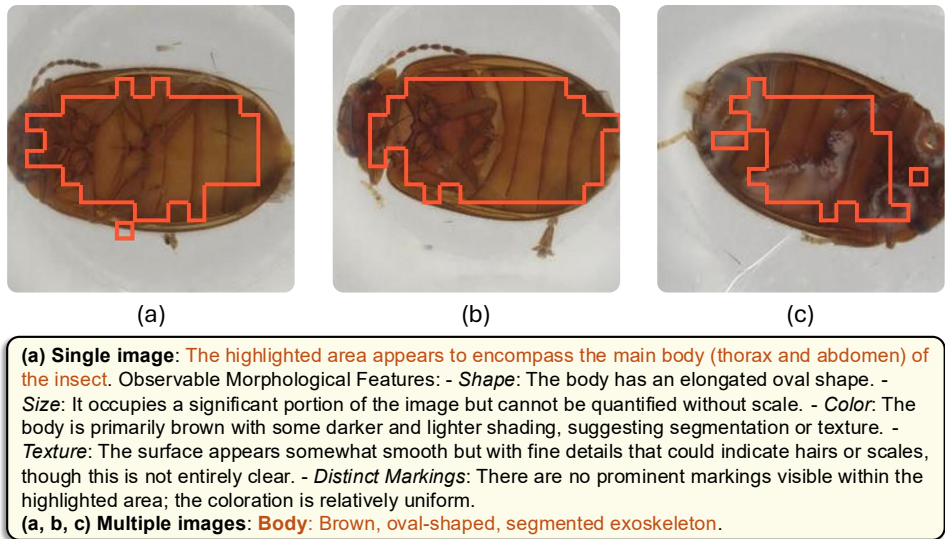 (a)
(b)
(c)
(a) Single image: The highlighted area appears to encompass the main body (thorax and abdomen) of
the insect. Observable Morphological Features: - Shape: The body has an elongated oval shape. -
Size: It occupies a significant portion of the image but cannot be quantified without scale. - Color: The
body is primarily brown with some darker and lighter shading, suggesting segmentation or texture. -
Texture: The surface appears somewhat smooth but with fine details that could indicate hairs or scales,
though this is not entirely clear. - Distinct Markings: There are no prominent markings visible within the
highlighted area; the coloration is relatively uniform.
(a, b, c) Multiple images: Body: Brown, oval-shaped, segmented exoskeleton.